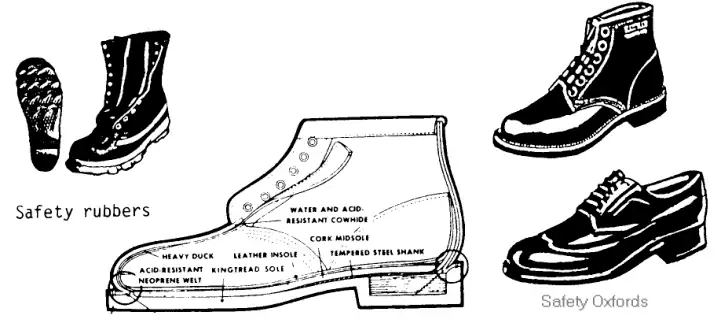 Safety rubbers
WATER AND ACID-
RESISTANT COWHIDE
CORK MIDSOLE
HEAVY DUCK
LEATHER INSOLE
TEMPERED STEEL SHANK
ACID-RESISTANT
NEOPRENE WELT
KINGTREAD SOLE
Safety Oxfords